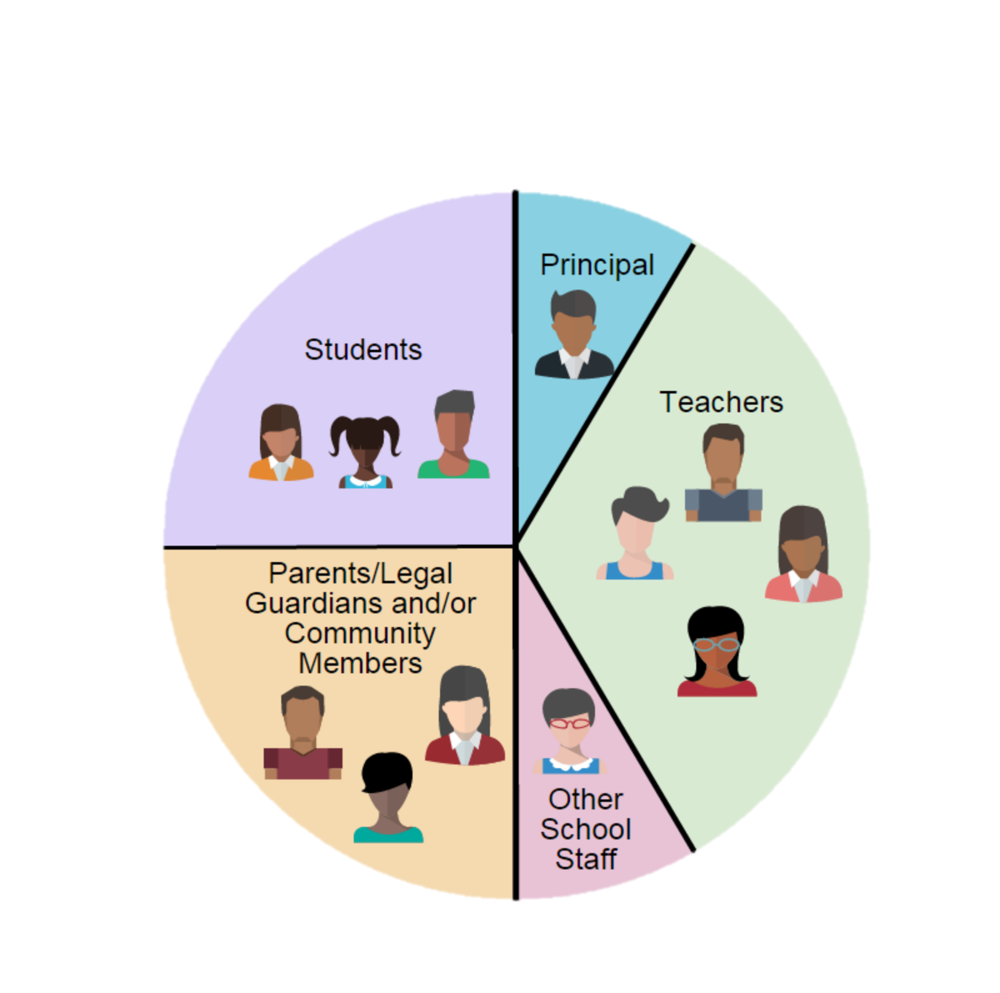 Principal
Students
Teachers
Parents/Legal
Guardians and/or
Community
Members
Other
School
Staff